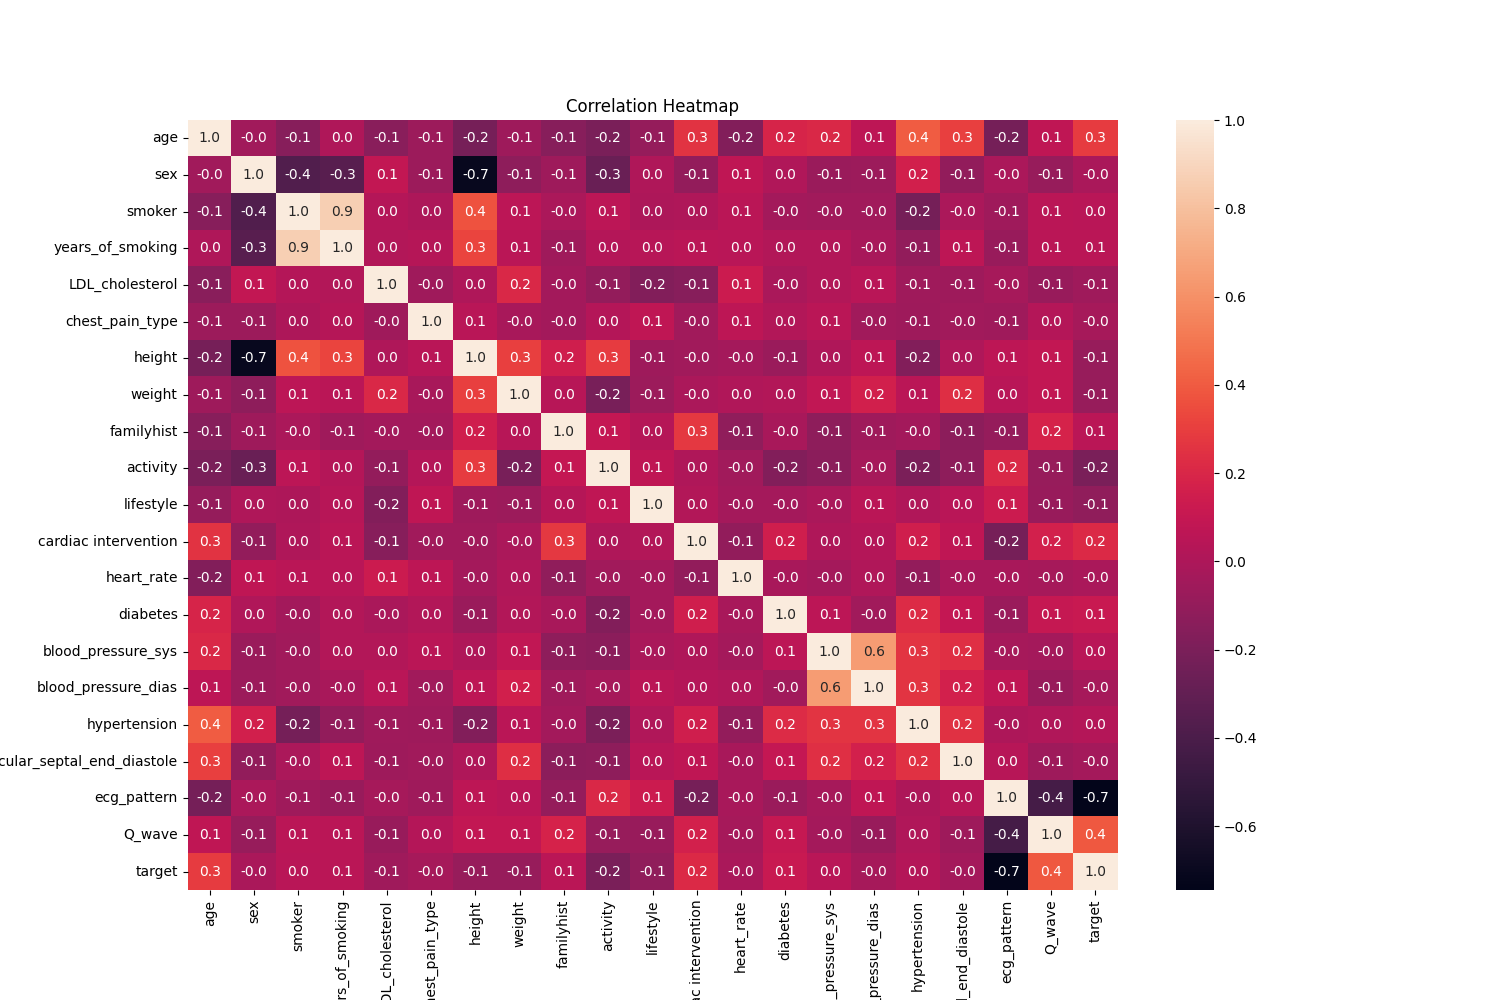 Correlation Heatmap
age 1.0 -0.0 -0.1 0.0 -0.1 -0.1 -0.2 -0.1 -0.1 -0.2 -0.1 0.3 -0.2 0.2 0.2 0.1 0.4 0.3 -0.2 0.1 0.3
sex -0.0 1.0 -0.4 -0.3 0.1 -0.1 -0.7 -0.1 -0.1 -0.3 0.0 -0.1 0.1 0.0 -0.1 -0.1 0.2 -0.1 -0.0 -0.1 -0.0
smoker -0.1 -0.4 1.0 0.9 0.0 0.0 0.4 0.1 -0.0 0.1 0.0 0.0 0.1 -0.0 -0.0 -0.0 -0.2 -0.0 -0.1 0.1 0.0
years_of_smoking 0.0 -0.3 0.9 1.0 0.0 0.0 0.3 0.1 -0.1 0.0 0.0 0.1 0.0 0.0 0.0 -0.0 -0.1 0.1 -0.1 0.1 0.1
LDL_cholesterol -0.1 0.1 0.0 0.0 1.0 -0.0 0.0 0.2 -0.0 -0.1 -0.2 -0.1 0.1 -0.0 0.0 0.1 -0.1 -0.1 -0.0 -0.1 -0.1
chest_pain_type -0.1 -0.1 0.0 0.0 -0.0 1.0 0.1 -0.0 -0.0 0.0 0.1 -0.0 0.1 0.0 0.1 -0.0 -0.1 -0.0 -0.1 0.0 -0.0
height -0.2 -0.7 0.4 0.3 0.0 0.1 1.0 0.3 0.2 0.3 -0.1 -0.0 -0.0 -0.1 0.0 0.1 -0.2 0.0 0.1 0.1 -0.1
weight -0.1 -0.1 0.1 0.1 0.2 -0.0 0.3 1.0 0.0 -0.2 -0.1 -0.0 0.0 0.0 0.1 0.2 0.1 0.2 0.0 0.1 -0.1
familyhist -0.1 -0.1 -0.0 -0.1 -0.0 -0.0 0.2 0.0 1.0 0.1 0.0 0.3 -0.1 -0.0 -0.1 -0.1 -0.0 -0.1 -0.1 0.2 0.1
activity -0.2 -0.3 0.1 0.0 -0.1 0.0 0.3 -0.2 0.1 1.0 0.1 0.0 -0.0 -0.2 -0.1 -0.0 -0.2 -0.1 0.2 -0.1 -0.2
lifestyle -0.1 0.0 0.0 0.0 -0.2 0.1 -0.1 -0.1 0.0 0.1 1.0 0.0 -0.0 -0.0 -0.0 0.1 0.0 0.0 0.1 -0.1 -0.1
cardiac intervention 0.3 -0.1 0.0 0.1 -0.1 -0.0 -0.0 -0.0 0.3 0.0 0.0 1.0 -0.1 0.2 0.0 0.0 0.2 0.1 -0.2 0.2 0.2
heart_rate -0.2 0.1 0.1 0.0 0.1 0.1 -0.0 0.0 -0.1 -0.0 -0.0 -0.1 1.0 -0.0 -0.0 0.0 -0.1 -0.0 -0.0 -0.0 -0.0
diabetes 0.2 0.0 -0.0 0.0 -0.0 0.0 -0.1 0.0 -0.0 -0.2 -0.0 0.2 -0.0 1.0 0.1 -0.0 0.2 0.1 -0.1 0.1 0.1
blood_pressure_sys 0.2 -0.1 -0.0 0.0 0.0 0.1 0.0 0.1 -0.1 -0.1 -0.0 0.0 -0.0 0.1 1.0 0.6 0.3 0.2 -0.0 -0.0 0.0
blood_pressure_dias 0.1 -0.1 -0.0 -0.0 0.1 -0.0 0.1 0.2 -0.1 -0.0 0.1 0.0 0.0 -0.0 0.6 1.0 0.3 0.2 0.1 -0.1 -0.0
hypertension 0.4 0.2 -0.2 -0.1 -0.1 -0.1 -0.2 0.1 -0.0 -0.2 0.0 0.2 -0.1 0.2 0.3 0.3 1.0 0.2 -0.0 0.0 0.0
cular_septal_end_diastole 0.3 -0.1 -0.0 0.1 -0.1 -0.0 0.0 0.2 -0.1 -0.1 0.0 0.1 -0.0 0.1 0.2 0.2 0.2 1.0 0.0 -0.1 -0.0
ecg_pattern -0.2 -0.0 -0.1 -0.1 -0.0 -0.1 0.1 0.0 -0.1 0.2 0.1 -0.2 -0.0 -0.1 -0.0 0.1 -0.0 0.0 1.0 -0.4 -0.7
Q_wave 0.1 -0.1 0.1 0.1 -0.1 0.0 0.1 0.1 0.2 -0.1 -0.1 0.2 -0.0 0.1 -0.0 -0.1 0.0 -0.1 -0.4 1.0 0.4
target 0.3 -0.0 0.0 0.1 -0.1 -0.0 -0.1 -0.1 0.1 -0.2 -0.1 0.2 -0.0 0.1 0.0 -0.0 0.0 -0.0 -0.7 0.4 1.0
age
sex
smoker
rs_of_smoking
DL_cholesterol
nest_pain_type
height
weight
familyhist
activity
lifestyle
ac intervention
heart_rate
diabetes
_pressure_sys
pressure_dias
hypertension
l_end_diastole
ecg_pattern
Q_wave
target
1.0
0.8
0.6
0.4
0.2
0.0
−0.2
−0.4
−0.6